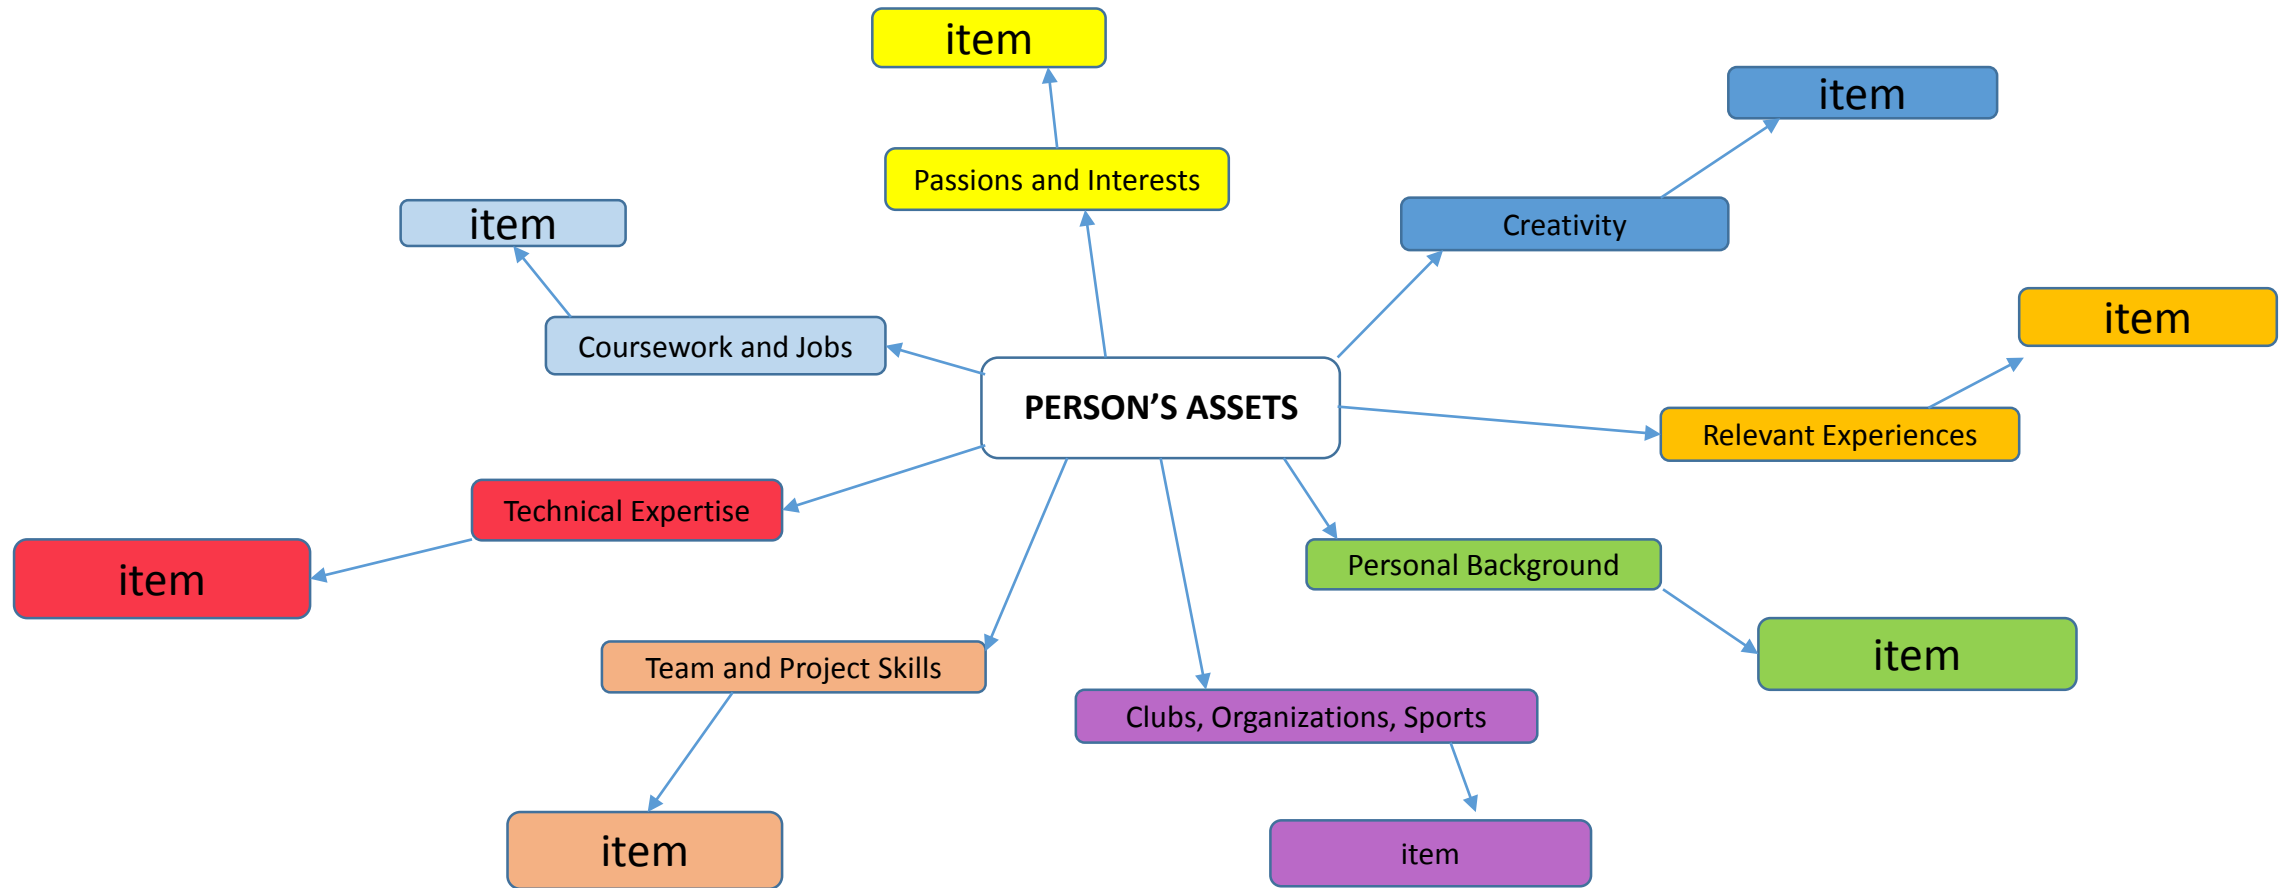 item
item
Passions and Interests
item
Creativity
item
Coursework and Jobs
PERSON’S ASSETS
Relevant Experiences
Technical Expertise
item
Personal Background
item
Team and Project Skills
Clubs, Organizations, Sports
item
item